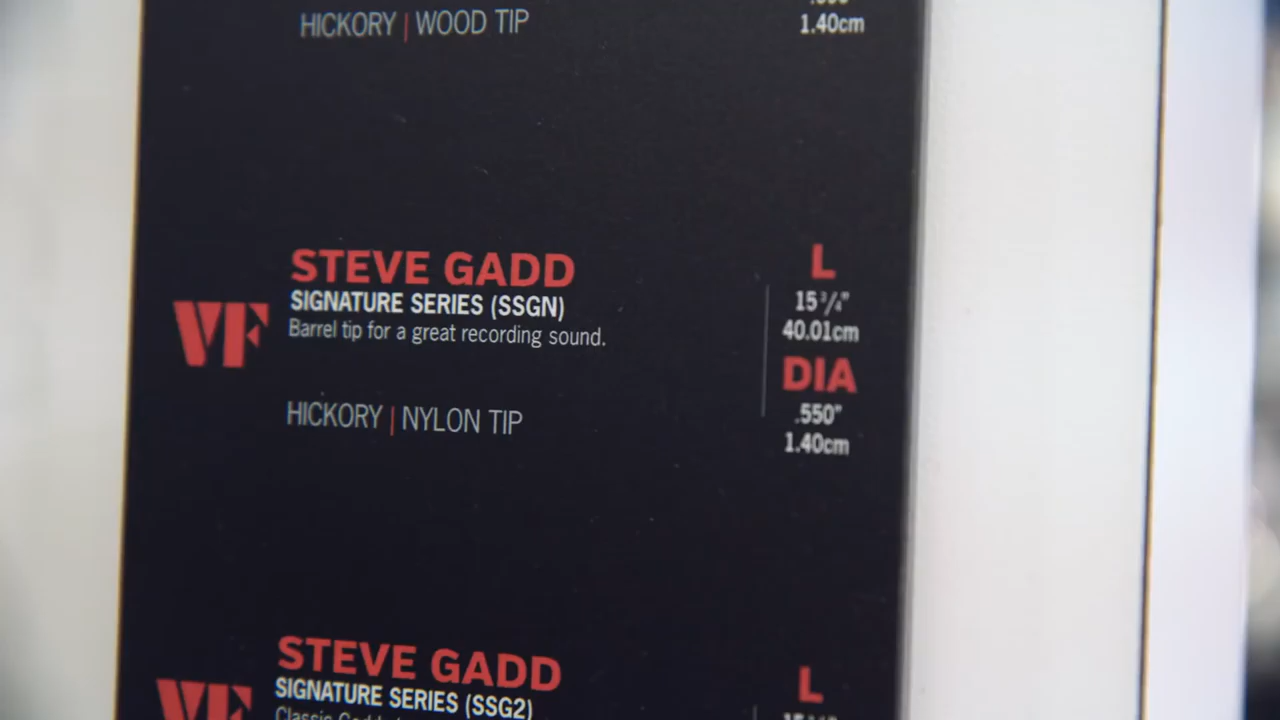 HICKORY | WOOD TIP
1.40cm
STEVE GADD
SIGNATURE SERIES (SSGN)
Barrel tip for a great recording sound.
VF
HICKORY | NYLON TIP
L
15 3/4"
40.01cm
DIA
.550"
1.40cm
STEVE GADD
SIGNATURE SERIES (SSG2)
VF
L